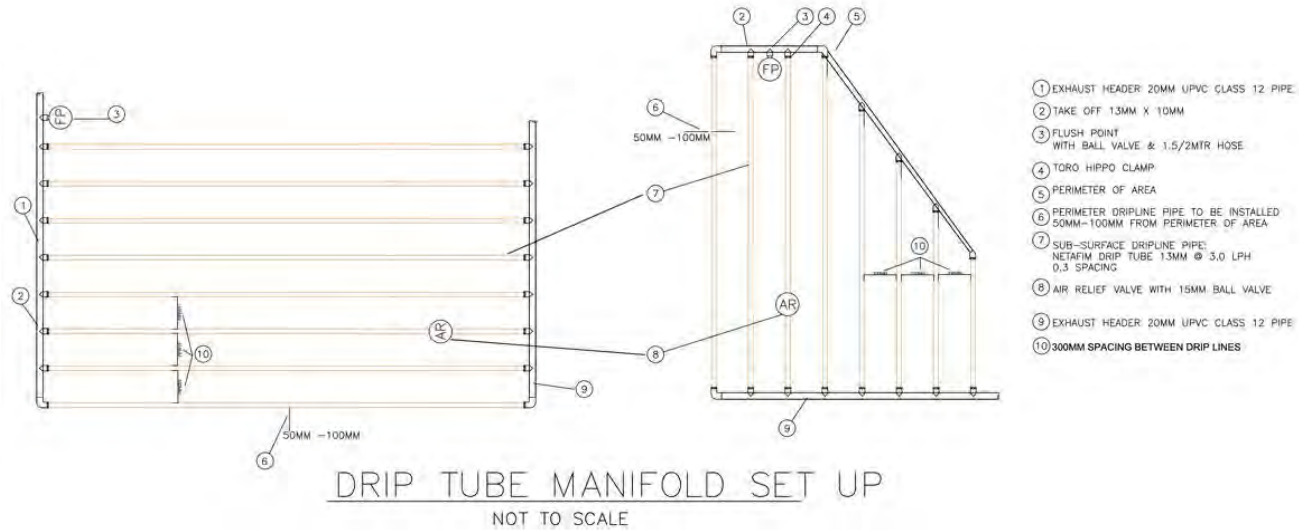 2
3
4
5
FP
6
50MM -100MM
7
10
AR
8
9
FP
3
1
2
10
AR
9
50MM -100MM
6
1 EXHAUST HEADER 20MM UPVC CLASS 12 PIPE
2 TAKE OFF 13MM X 10MM
3 FLUSH POINT
WITH BALL VALVE & 1.5/2MTR HOSE
4 TORO HIPPO CLAMP
5 PERIMETER OF AREA
6 PERIMETER DRIPLINE PIPE TO BE INSTALLED
50MM-100MM FROM PERIMETER OF AREA
7 SUB-SURFACE DRIPLINE PIPE:
NETAFIM DRIP TUBE 13MM @ 3.0 LPH
0.3 SPACING
8 AIR RELIEF VALVE WITH 15MM BALL VALVE
9 EXHAUST HEADER 20MM UPVC CLASS 12 PIPE
10 300MM SPACING BETWEEN DRIP LINES
DRIP TUBE MANIFOLD SET UP
NOT TO SCALE